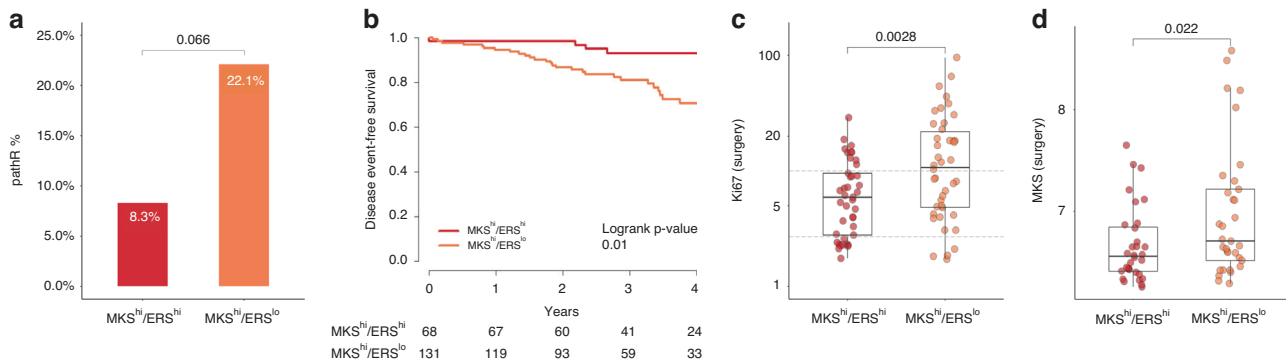 a
pathR %
25.0%
20.0%
15.0%
10.0%
5.0%
0.0%
0.066
8.3%
22.1%
MKShi/ERShi
MKShi/ERSlo
b
Disease event-free survival
1.0
0.8
0.6
0.4
0.2
0.0
MKShi/ERShi
MKShi/ERSlo
Logrank p-value
0.01
0 1 2 3 4
Years
MKShi/ERShi 68 67 60 41 24
MKShi/ERSlo 131 119 93 59 33
c
Ki67 (surgery)
100
20
5
1
0.0028
MKShi/ERShi
MKShi/ERSlo
d
MKS (surgery)
8
7
0.022
MKShi/ERShi
MKShi/ERSlo